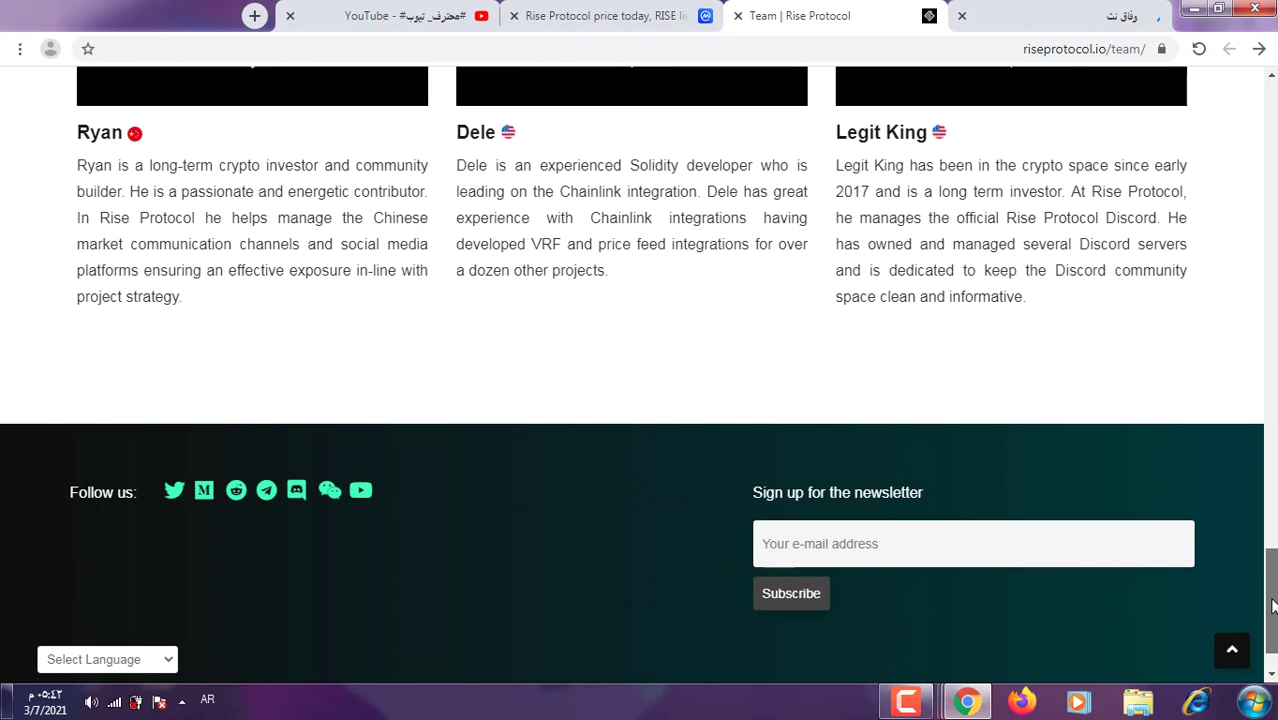 #محترف_ تيوب# - YouTube
Rise Protocol price today, RISE li
Team | Rise Protocol
وفاق نت
riseprotocol.io/team/
Ryan
Ryan is a long-term crypto investor and community
builder. He is a passionate and energetic contributor.
In Rise Protocol he helps manage the Chinese
market communication channels and social media
platforms ensuring an effective exposure in-line with
project strategy.
Dele
Dele is an experienced Solidity developer who is
leading on the Chainlink integration. Dele has great
experience with Chainlink integrations having
developed VRF and price feed integrations for over
a dozen other projects.
Legit King
Legit King has been in the crypto space since early
2017 and is a long term investor. At Rise Protocol,
he manages the official Rise Protocol Discord. He
has owned and managed several Discord servers
and is dedicated to keep the Discord community
space clean and informative.
Follow us:
Sign up for the newsletter
Your e-mail address
Subscribe
Select Language
٠٥:٤٢ م
3/7/2021
AR